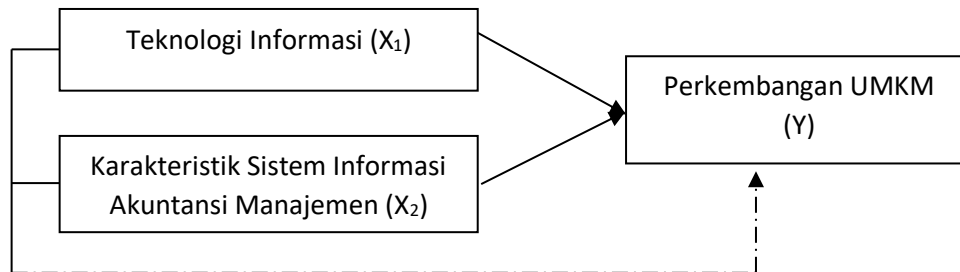 Teknologi Informasi (X₁)
Karakteristik Sistem Informasi
Akuntansi Manajemen (X₂)
Perkembangan UMKM
(Y)